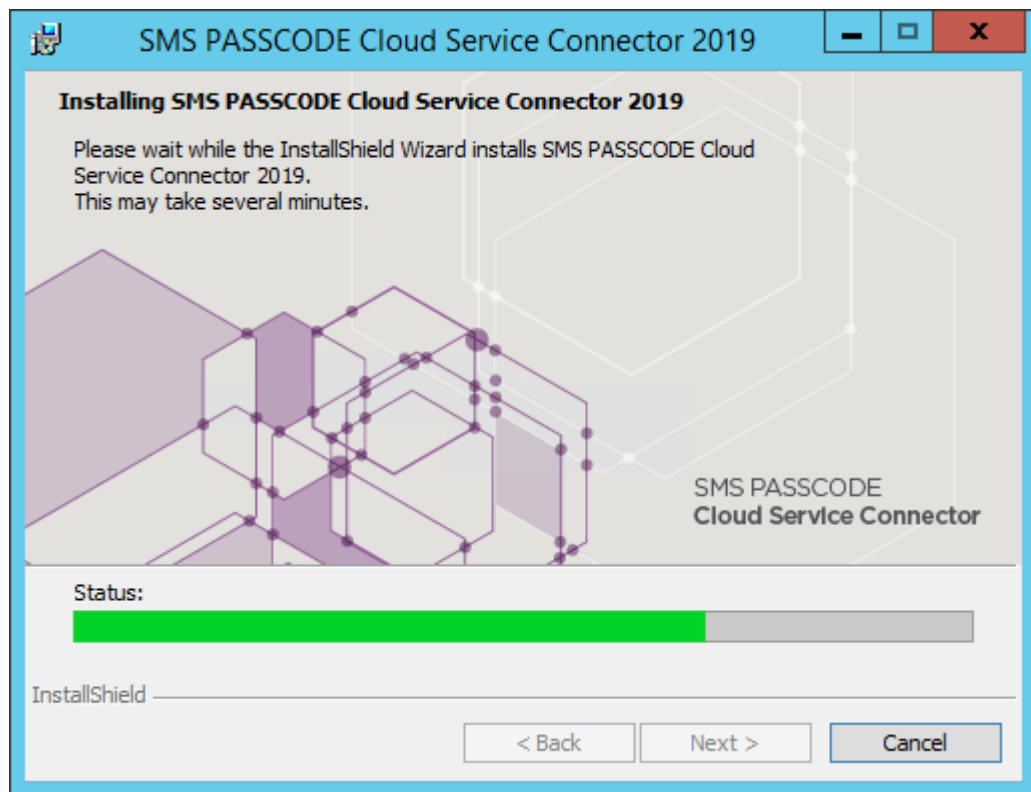 SMS PASSCODE Cloud Service Connector 2019
Installing SMS PASSCODE Cloud Service Connector 2019
Please wait while the InstallShield Wizard installs SMS PASSCODE Cloud
Service Connector 2019.
This may take several minutes.
SMS PASSCODE
Cloud Service Connector
Status:
InstallShield
< Back
Next >
Cancel